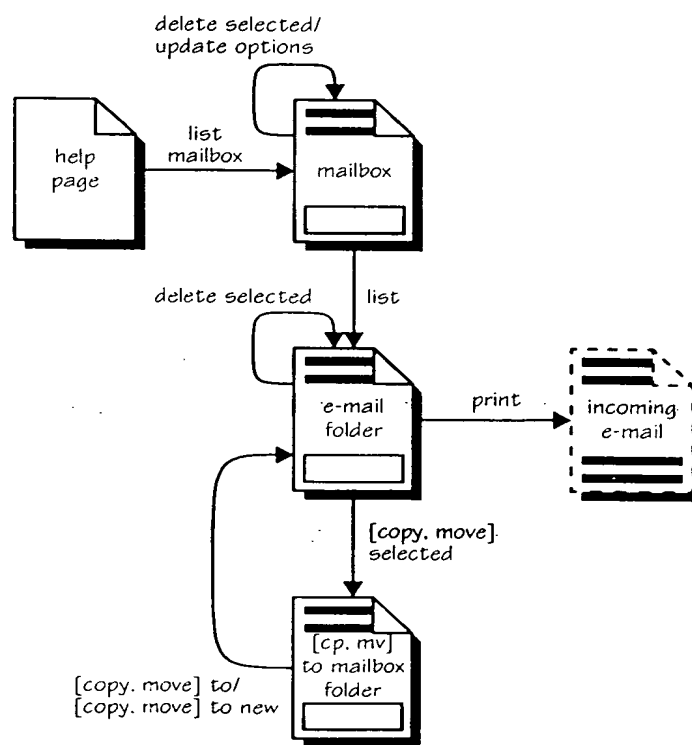 delete selected/
update options
help
page
list
mailbox
mailbox
delete selected
list
e-mail
folder
print
incoming
e-mail
[copy. move]
selected
[cp. mv]
to mailbox
folder
[copy. move] to/
[copy. move] to new